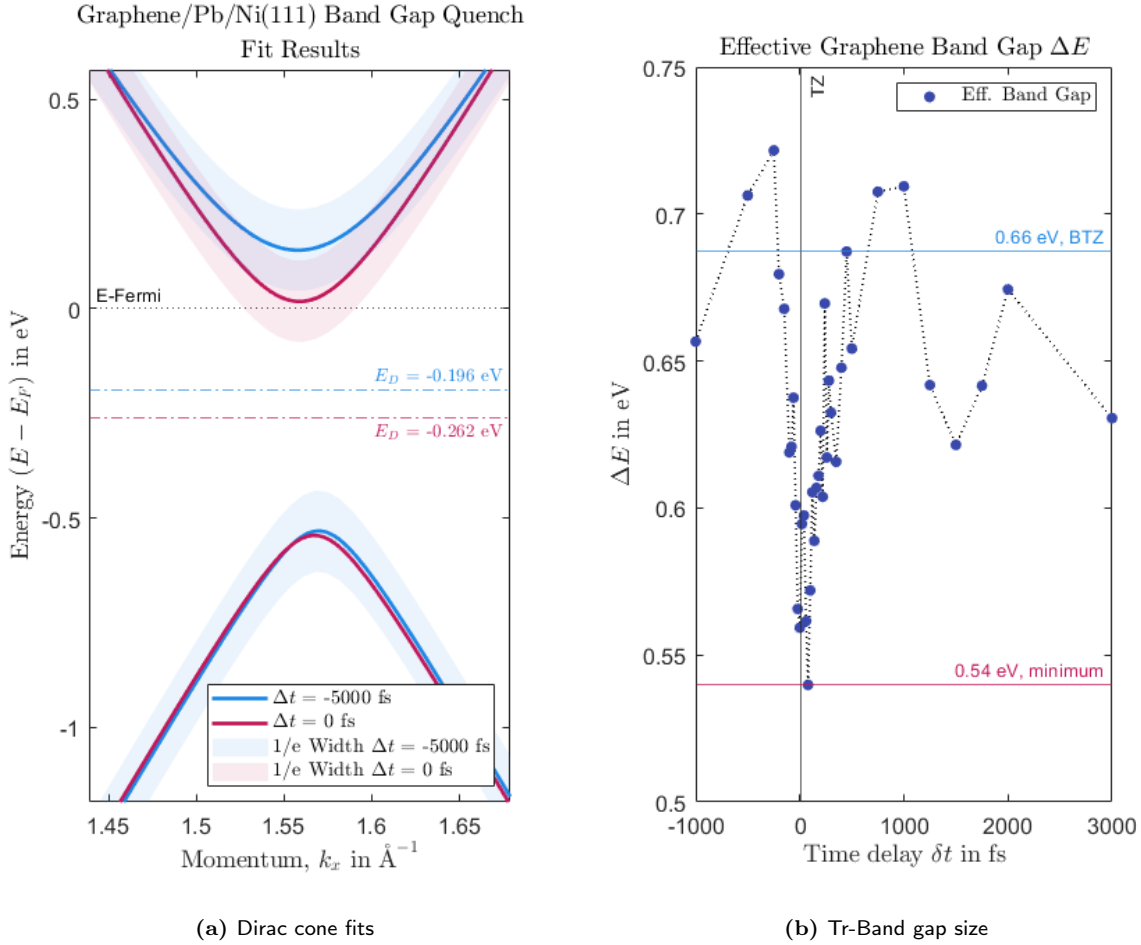 Graphene/Pb/Ni(111) Band Gap Quench
Fit Results
0.5
0
-0.5
-1
1.45
1.5
1.55
1.6
1.65
Energy (E − E_F) in eV
Momentum, k_x in Å⁻¹
E-Fermi
E_D = -0.196 eV
E_D = -0.262 eV
Δt = -5000 fs
Δt = 0 fs
1/e Width Δt = -5000 fs
1/e Width Δt = 0 fs
(a) Dirac cone fits
Effective Graphene Band Gap ΔE
0.75
0.7
0.65
0.6
0.55
0.5
-1000
0
1000
2000
3000
ΔE in eV
Time delay δt in fs
TZ
Eff. Band Gap
0.66 eV, BTZ
0.54 eV, minimum
(b) Tr-Band gap size